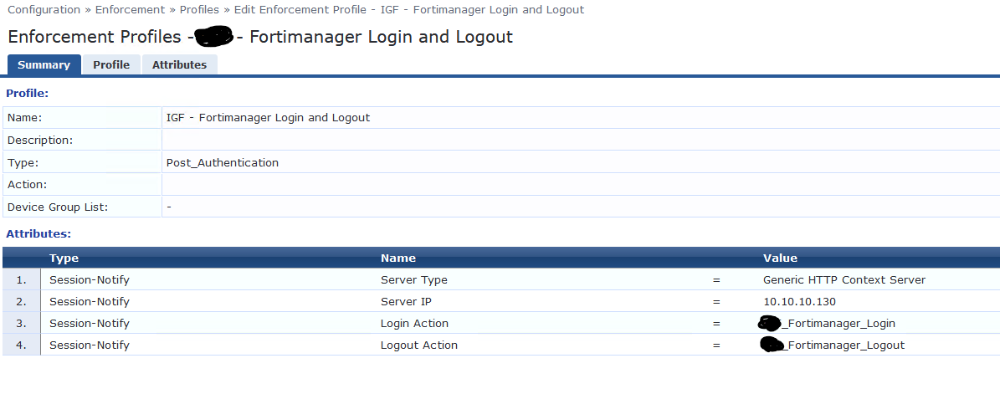 Configuration » Enforcement » Profiles » Edit Enforcement Profile - IGF - Fortimanager Login and Logout
Enforcement Profiles - - Fortimanager Login and Logout
Summary Profile Attributes
Profile:
Name: IGF - Fortimanager Login and Logout
Description:
Type: Post_Authentication
Action:
Device Group List: -
Attributes:
Type Name Value
1. Session-Notify Server Type = Generic HTTP Context Server
2. Session-Notify Server IP = 10.10.10.130
3. Session-Notify Login Action = _Fortimanager_Login
4. Session-Notify Logout Action = _Fortimanager_Logout